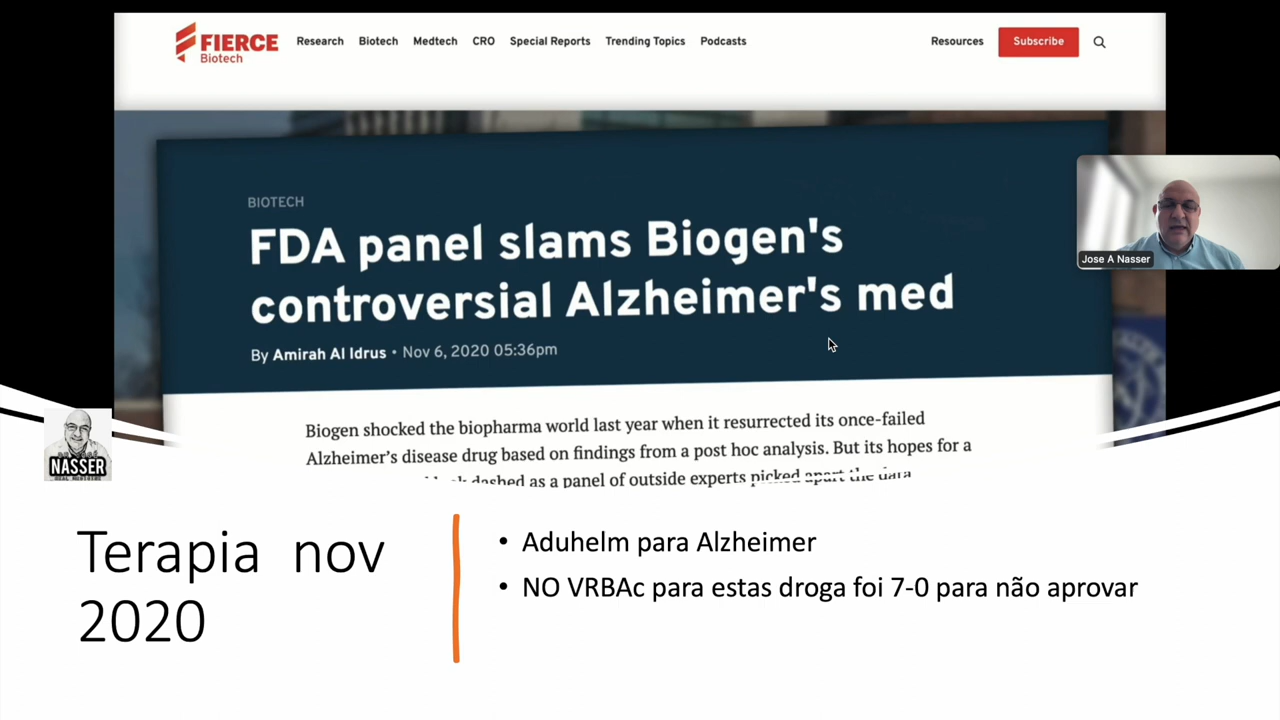 FIERCE
Biotech
Research Biotech Medtech CRO Special Reports Trending Topics Podcasts
Resources Subscribe
BIOTECH
FDA panel slams Biogen's
controversial Alzheimer's med
By Amirah Al Idrus • Nov 6, 2020 05:36pm
Jose A Nasser
Biogen shocked the biopharma world last year when it resurrected its once-failed
Alzheimer's disease drug based on findings from a post hoc analysis. But its hopes for a
dashed as a panel of outside experts picked apart the data
NASSER
Terapia nov
2020
• Aduhelm para Alzheimer
• NO VRBAc para estas droga foi 7-0 para não aprovar